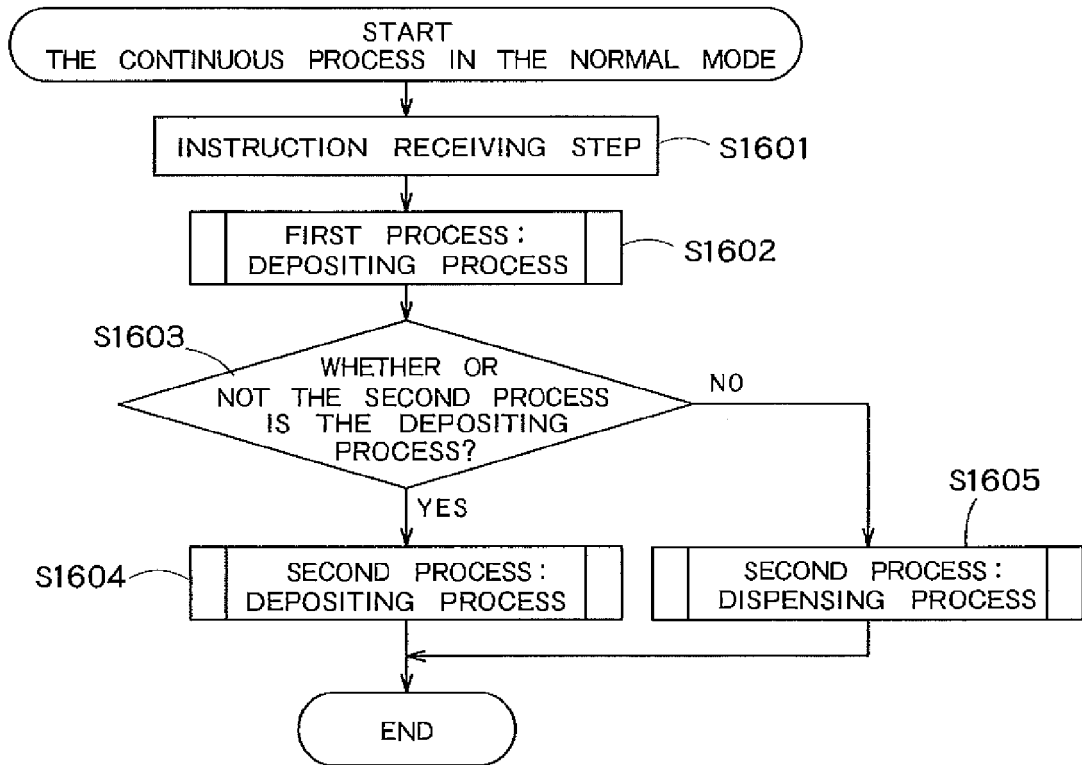 START
THE CONTINUOUS PROCESS IN THE NORMAL MODE
INSTRUCTION RECEIVING STEP
S1601
FIRST PROCESS:
DEPOSITING PROCESS
S1602
S1603
WHETHER OR
NOT THE SECOND PROCESS
IS THE DEPOSITING
PROCESS?
NO
YES
S1604
SECOND PROCESS:
DEPOSITING PROCESS
S1605
SECOND PROCESS:
DISPENSING PROCESS
END